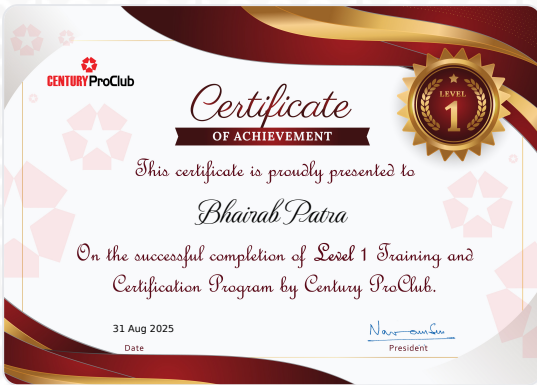 CENTURY ProClub
Certificate
OF ACHIEVEMENT
LEVEL
1
This certificate is proudly presented to
Bhairab Patra
On the successful completion of Level 1 Training and
Certification Program by Century ProClub.
31 Aug 2025
Date
President